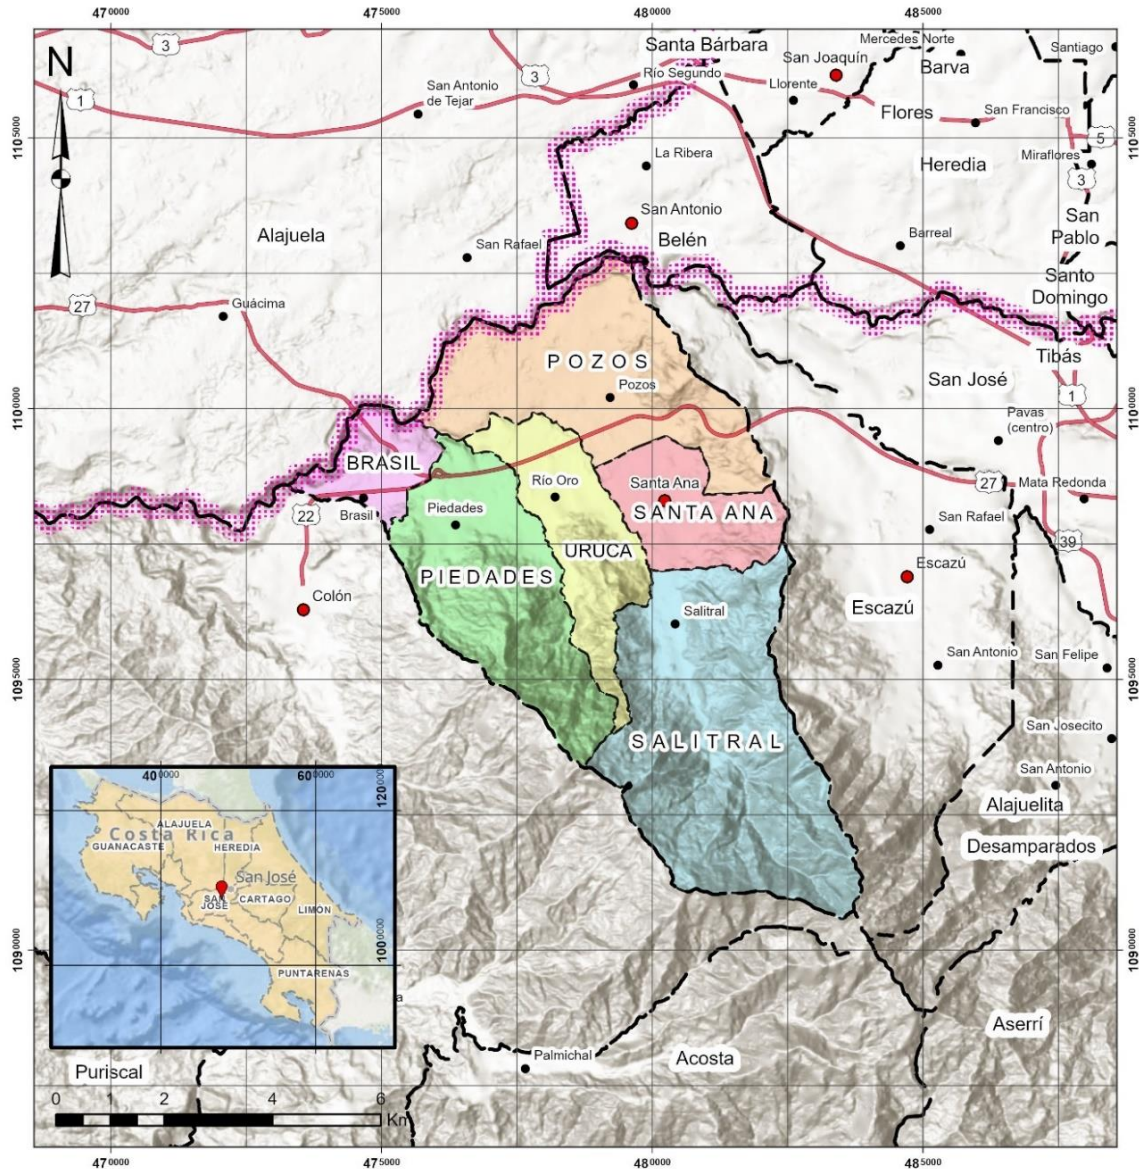 470000
475000
480000
485000
N
3
1
3
San Antonio
de Tejar
Santa Bárbara
Río Segundo
San Joaquín
Llorente
Mercedes Norte
Barva
Santiago
Flores
San Francisco
5
1105000
1105000
La Ribera
Heredia
Miraflores
3
San Antonio
Belén
Alajuela
San Rafael
Barreal
San
Pablo
Santo
Domingo
27
Guácima
POZOS
Pozos
Tibás
San José
1
1100000
1100000
Pavas
(centro)
BRASIL
Brasil
22
Piedades
Río Oro
Santa Ana
SANTA ANA
27
Mata Redonda
San Rafael
39
URUCA
PIEDADES
Colón
Salitral
Escazú
Escazú
San Antonio
San Felipe
1095000
1095000
San Josecito
SALITRAL
San Antonio
Alajuelita
Desamparados
400000
600000
1200000
Costa Rica
ALAJUELA
GUANACASTE
HEREDIA
San José
SAN
JOSÉ
CARTAGO
LIMÓN
PUNTARENAS
1000000
1090000
1090000
a
Aserrí
Palmichal
Acosta
Puriscal
0
2
4
6
Km
470000
475000
480000
485000